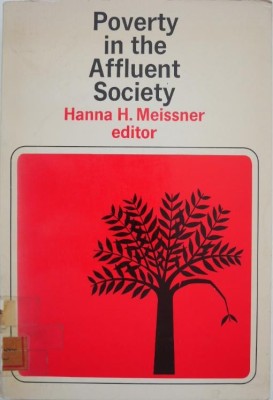 Poverty
in the
Affluent
Society
Hanna H. Meissner
editor